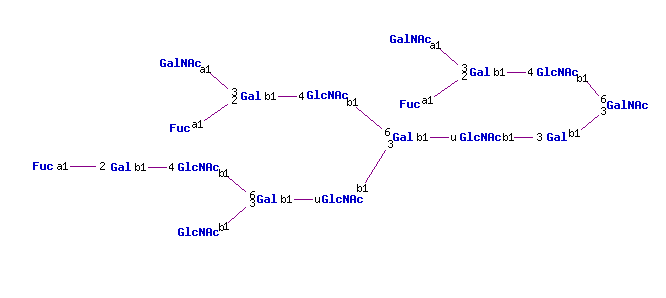 GalNAc a1
GalNAc a1
3 2 Gal b1 4 GlcNAc b1
Fuc a1
6 3 GalNAc
3 2 Gal b1 4 GlcNAc b1
Fuc a1
6 3 Gal b1 u GlcNAc b1 3 Gal b1
Fuc a1 2 Gal b1 4 GlcNAc b1
6 3 Gal b1 u GlcNAc b1
GlcNAc b1